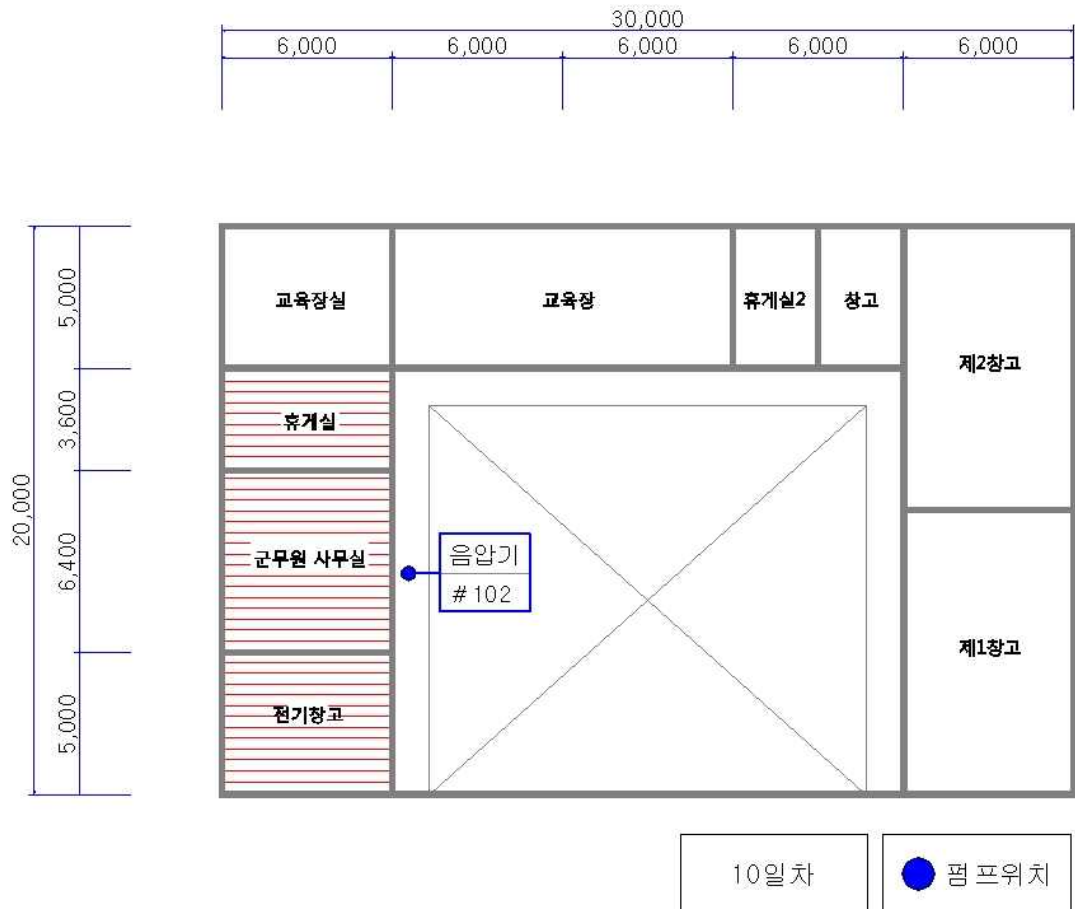 30,000
6,000
6,000
6,000
6,000
6,000
20,000
5,000
3,600
6,400
5,000
교육장실
교육장
휴게실2
창고
제2창고
휴게실
군무원 사무실
음압기
#102
제1창고
전기창고
10일차
펌프위치